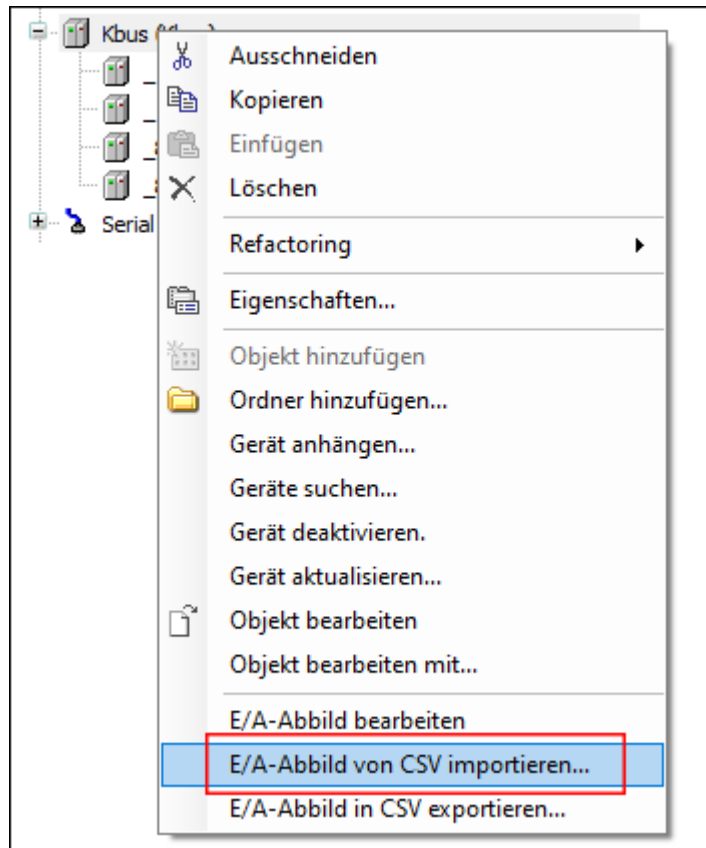 Kbus
Ausschneiden
Kopieren
Einfügen
Löschen
Serial
Refactoring
Eigenschaften...
Objekt hinzufügen
Ordner hinzufügen...
Gerät anhängen...
Geräte suchen...
Gerät deaktivieren.
Gerät aktualisieren...
Objekt bearbeiten
Objekt bearbeiten mit...
E/A-Abbild bearbeiten
E/A-Abbild von CSV importieren...
E/A-Abbild in CSV exportieren...